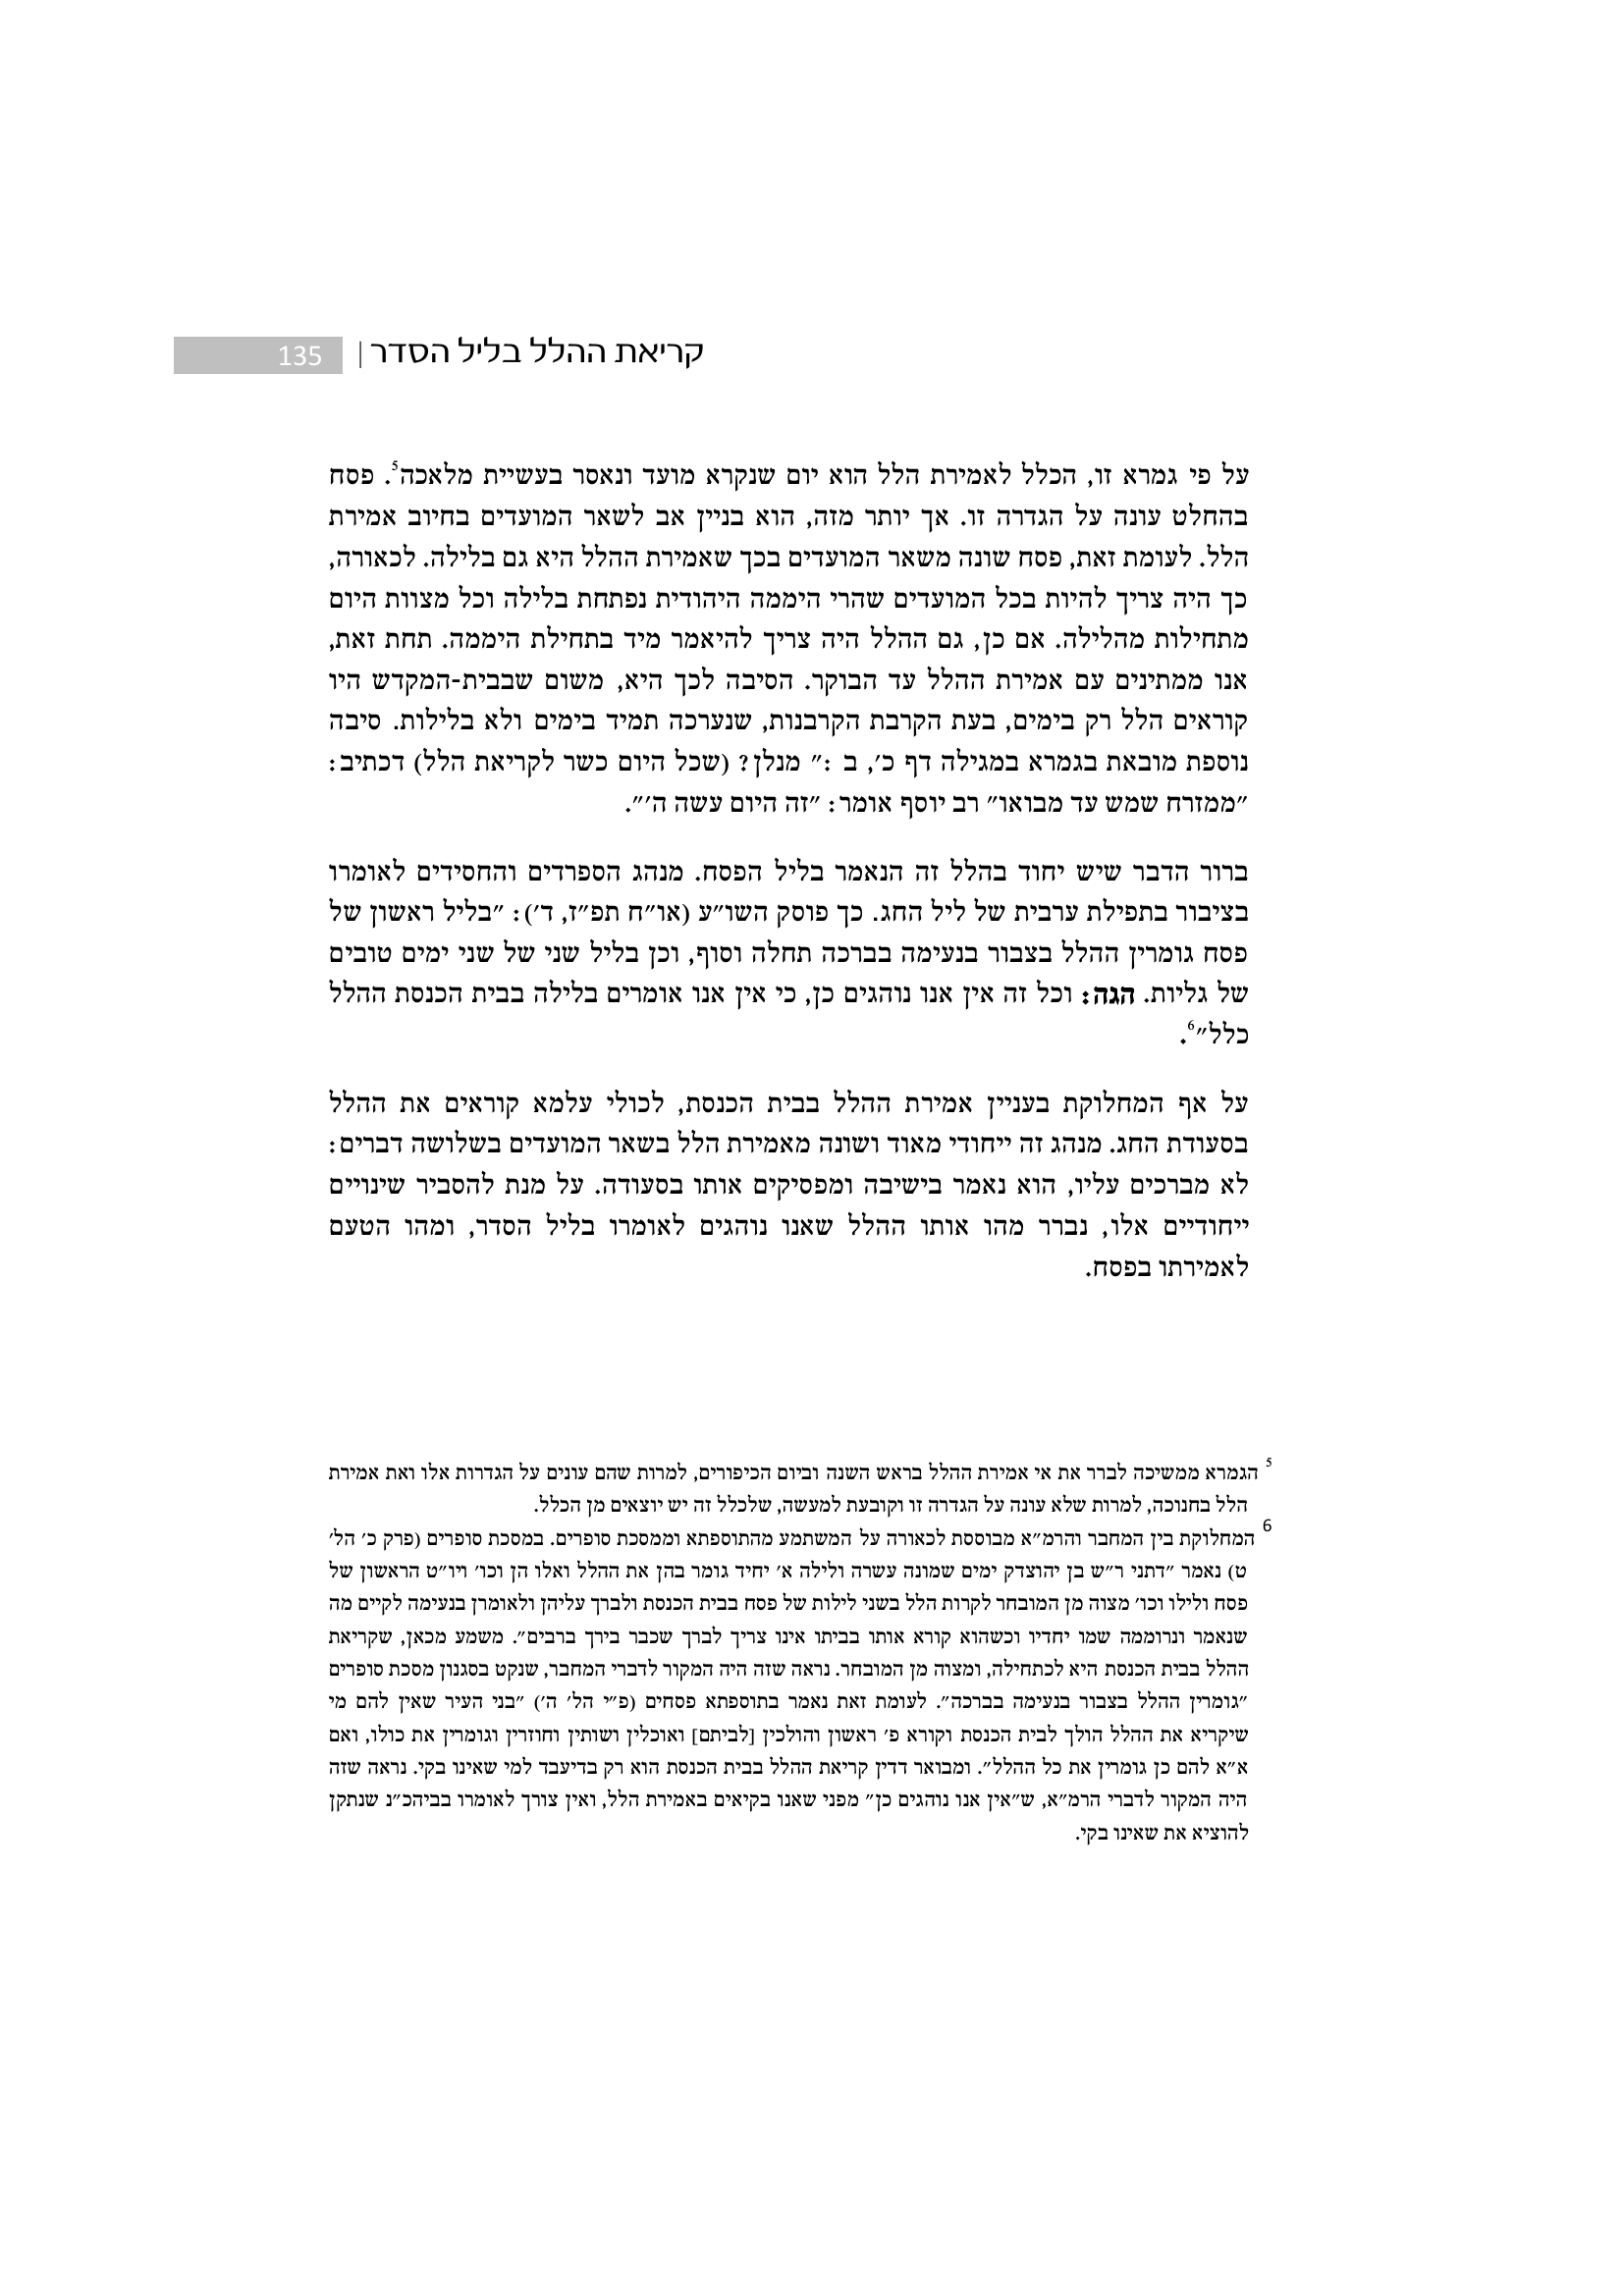 קריאת ההלל בליל הסדר | 135
על פי גמרא זו, הכלל לאמירת הלל הוא יום שנקרא מועד ונאסר בעשיית מלאכה5. פסח
בהחלט עונה על הגדרה זו. אך יותר מזה, הוא בניין אב לשאר המועדים בחיוב אמירת
הלל. לעומת זאת, פסח שונה משאר המועדים בכך שאמירת ההלל היא גם בלילה. לכאורה,
כך היה צריך להיות בכל המועדים שהרי היממה היהודית נפתחת בלילה וכל מצוות היום
מתחילות מהלילה. אם כן, גם ההלל היה צריך להיאמר מיד בתחילת היממה. תחת זאת,
אנו ממתינים עם אמירת ההלל עד הבוקר. הסיבה לכך היא, משום שבבית-המקדש היו
קוראים הלל רק בימים, בעת הקרבת הקרבנות, שנערכה תמיד בימים ולא בלילות. סיבה
נוספת מובאת בגמרא במגילה דף כ', ב :" מנלן? (שכל היום כשר לקריאת הלל) דכתיב:
"ממזרח שמש עד מבואו" רב יוסף אומר: "זה היום עשה ה'".
ברור הדבר שיש יחוד בהלל זה הנאמר בליל הפסח. מנהג הספרדים והחסידים לאומרו
בציבור בתפילת ערבית של ליל החג. כך פוסק השו"ע (או"ח תפ"ז, ד'): "בליל ראשון של
פסח גומרין ההלל בצבור בנעימה בברכה תחלה וסוף, וכן בליל שני של שני ימים טובים
של גליות. הגה: וכל זה אין אנו נוהגים כן, כי אין אנו אומרים בלילה בבית הכנסת ההלל
כלל"6.
על אף המחלוקת בעניין אמירת ההלל בבית הכנסת, לכולי עלמא קוראים את ההלל
בסעודת החג. מנהג זה ייחודי מאוד ושונה מאמירת הלל בשאר המועדים בשלושה דברים:
לא מברכים עליו, הוא נאמר בישיבה ומפסיקים אותו בסעודה. על מנת להסביר שינויים
ייחודיים אלו, נברר מהו אותו ההלל שאנו נוהגים לאומרו בליל הסדר, ומהו הטעם
לאמירתו בפסח.
5 הגמרא ממשיכה לברר את אי אמירת ההלל בראש השנה וביום הכיפורים, למרות שהם עונים על הגדרות אלו ואת אמירת
הלל בחנוכה, למרות שלא עונה על הגדרה זו וקובעת למעשה, שלכלל זה יש יוצאים מן הכלל.
6 המחלוקת בין המחבר והרמ"א מבוססת לכאורה על המשתמע מהתוספתא וממסכת סופרים. במסכת סופרים (פרק כ' הל'
ט) נאמר "דתני ר"ש בן יהוצדק ימים שמונה עשרה ולילה א' יחיד גומר בהן את ההלל ואלו הן וכו' ויו"ט הראשון של
פסח ולילו וכו' מצוה מן המובחר לקרות הלל בשני לילות של פסח בבית הכנסת ולברך עליהן ולאומרן בנעימה לקיים מה
שנאמר ונרוממה שמו יחדיו וכשהוא קורא אותו בביתו אינו צריך לברך שכבר בירך ברבים". משמע מכאן, שקריאת
ההלל בבית הכנסת היא לכתחילה, ומצוה מן המובחר. נראה שזה היה המקור לדברי המחבר, שנקט בסגנון מסכת סופרים
"גומרין ההלל בצבור בנעימה בברכה". לעומת זאת נאמר בתוספתא פסחים (פ"י הל' ה') "בני העיר שאין להם מי
שיקריא את ההלל הולך לבית הכנסת וקורא פ' ראשון והולכין [לביתם] ואוכלין ושותין וחוזרין וגומרין את כולו, ואם
א"א להם כן גומרין את כל ההלל". ומבואר דדין קריאת ההלל בבית הכנסת הוא רק בדיעבד למי שאינו בקי. נראה שזה
היה המקור לדברי הרמ"א, ש"אין אנו נוהגים כן" מפני שאנו בקיאים באמירת הלל, ואין צורך לאומרו בביהכ"נ שנתקן
להוציא את שאינו בקי.